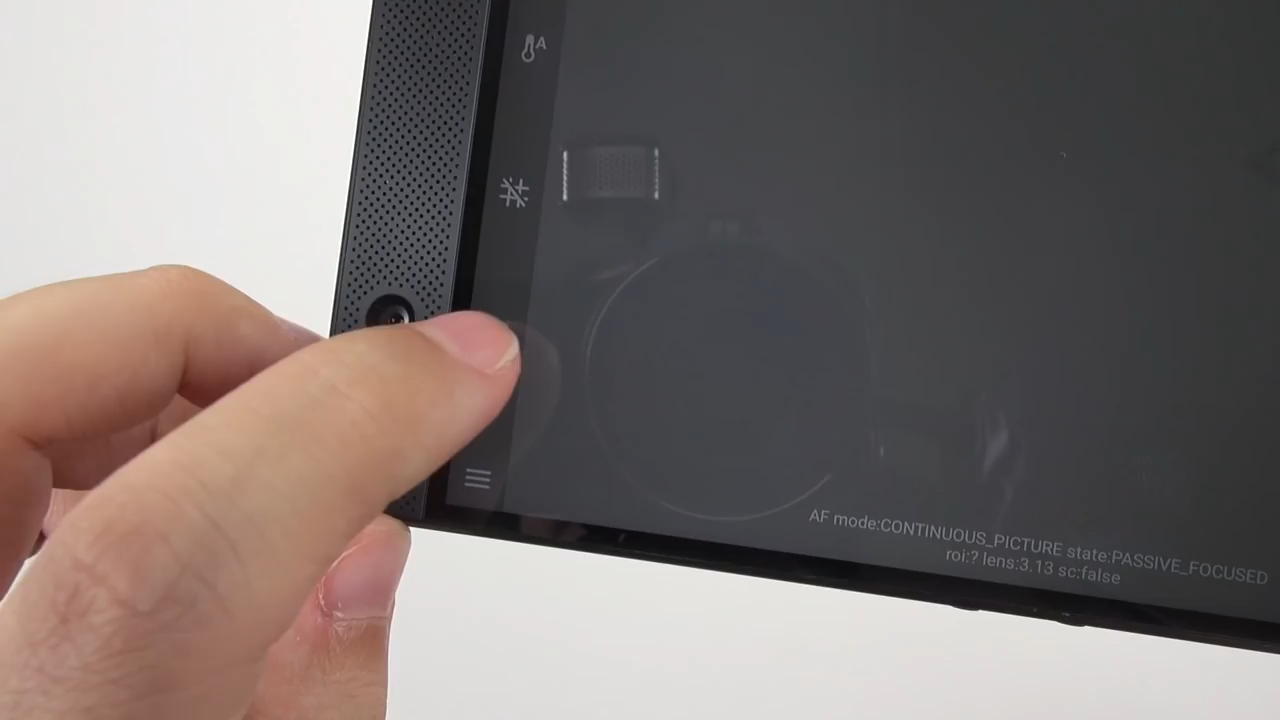 A
AF mode:CONTINUOUS_PICTURE state:PASSIVE_FOCUSED
roi:? lens:3.13 sc:false